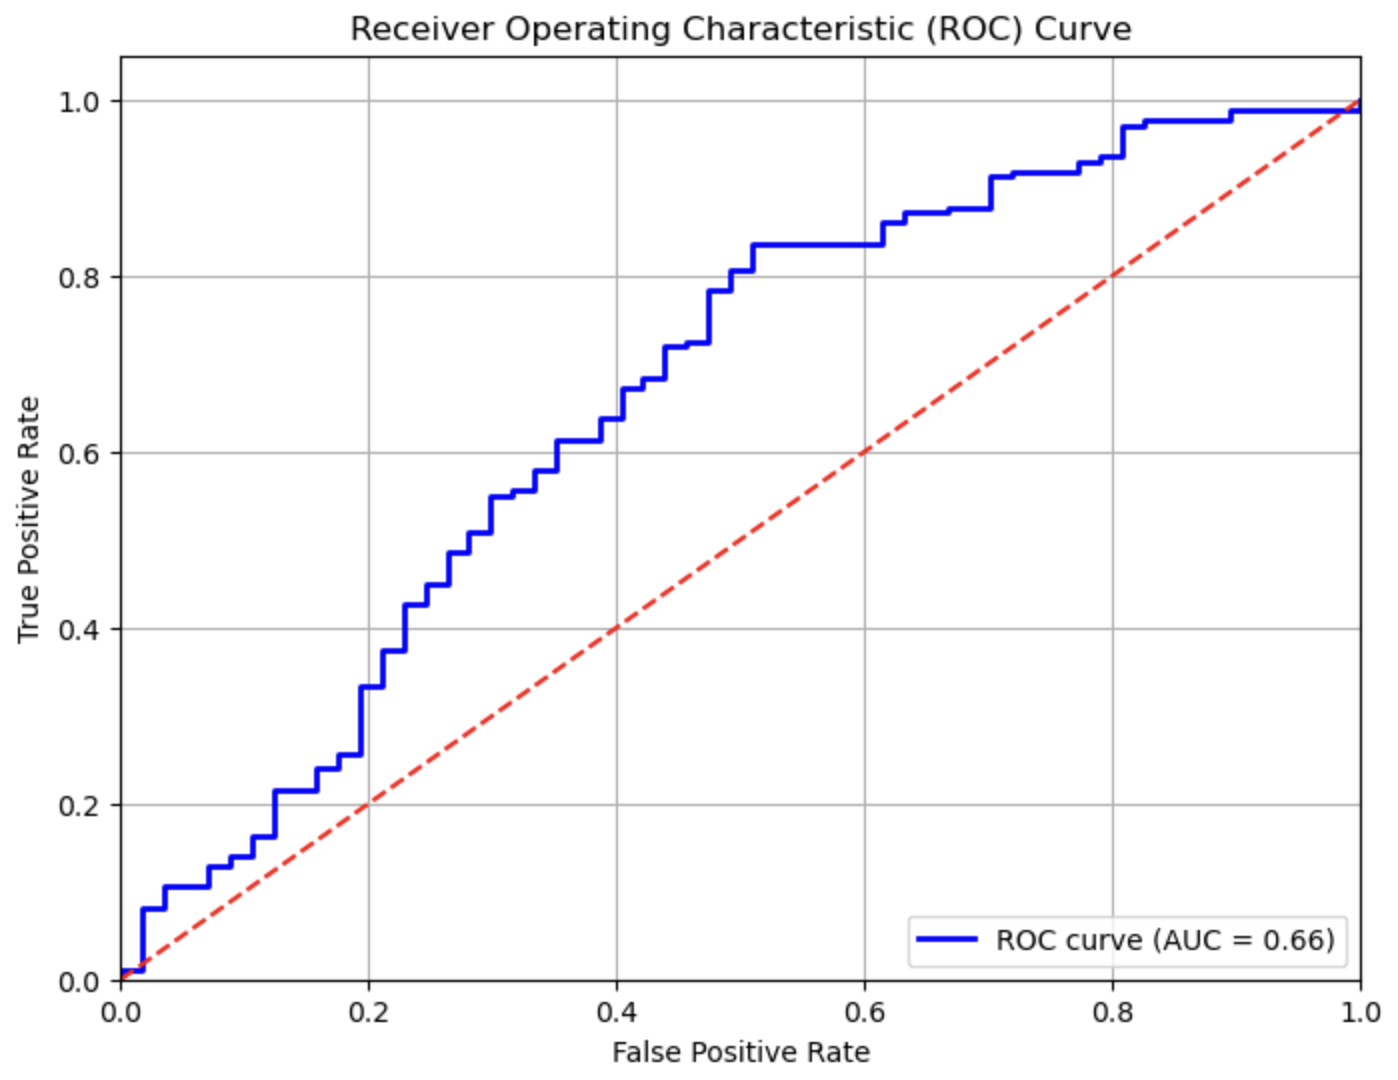 Receiver Operating Characteristic (ROC) Curve
True Positive Rate
1.0
0.8
0.6
0.4
0.2
0.0
ROC curve (AUC = 0.66)
0.0 0.2 0.4 0.6 0.8 1.0
False Positive Rate